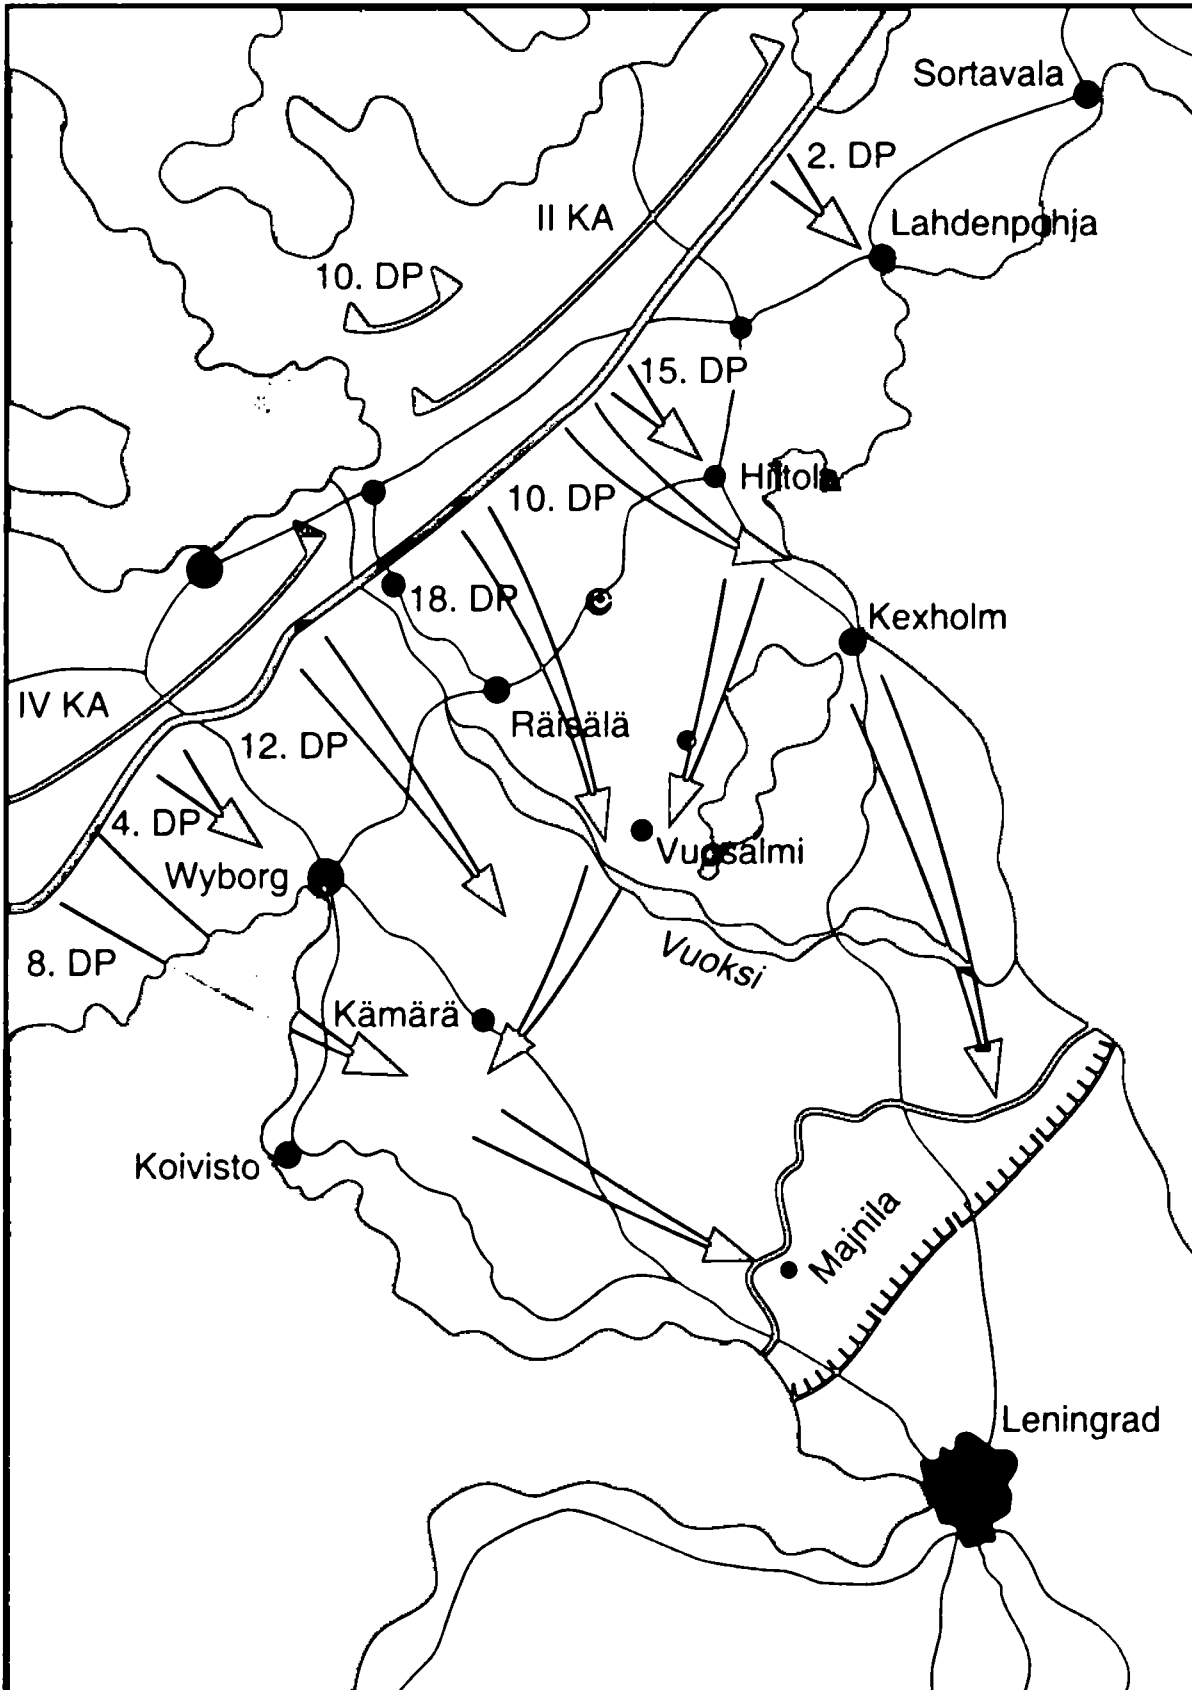 Sortavala
2. DP
II KA
Lahdenpohja
10. DP
15. DP
Hiitola
10. DP
18. DP
Kexholm
IV KA
Räisälä
12. DP
4. DP
Vuosalmi
Wyborg
Vuoksi
8. DP
Kämärä
Koivisto
Majnila
Leningrad